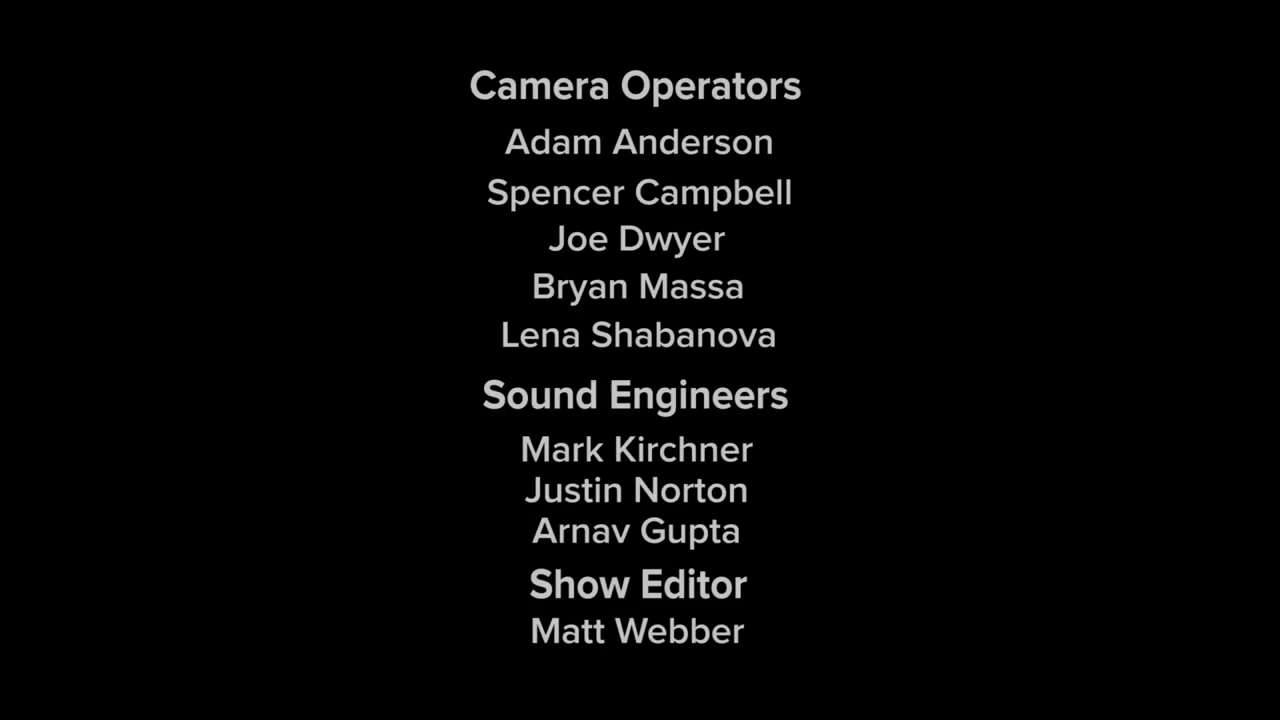 Camera Operators
Adam Anderson
Spencer Campbell
Joe Dwyer
Bryan Massa
Lena Shabanova
Sound Engineers
Mark Kirchner
Justin Norton
Arnav Gupta
Show Editor
Matt Webber